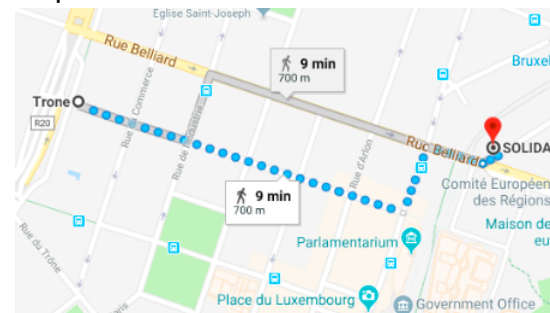 Eglise Saint-Joseph
Rue Belliard
Bruxel
9 min
700 m
Trone
R20
Rue du Commerce
Rue de l'Industrie
Rue d'Arlon
Rue Belliard
SOLIDA
Comité Européen
des Régions
9 min
700 m
Maison de
eu
Parlamentarium
Rue du Trône
Place du Luxembourg
Government Office